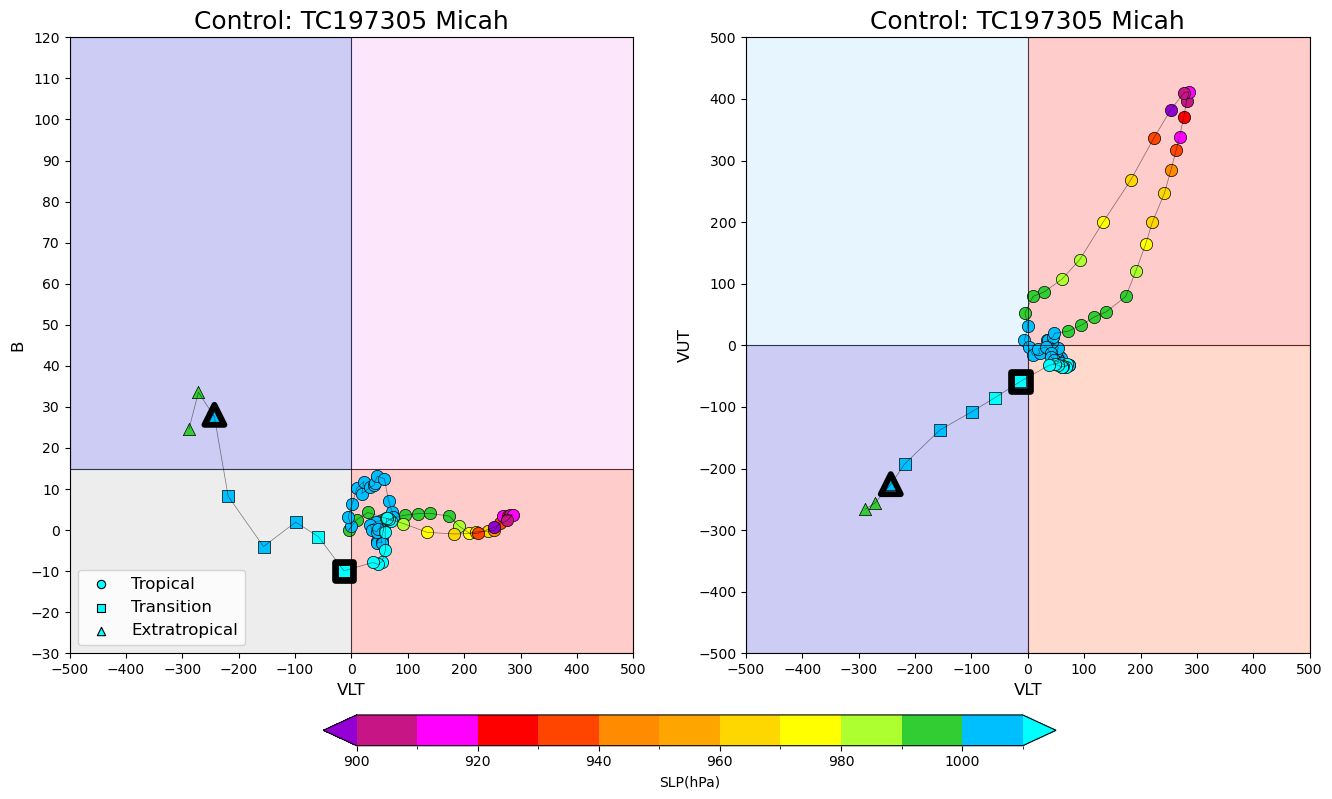 Control: TC197305 Micah
Control: TC197305 Micah
120
110
100
90
80
70
60
50
40
30
20
10
0
−10
−20
−30
B
Tropical
Transition
Extratropical
−500 −400 −300 −200 −100 0 100 200 300 400 500
VLT
500
400
300
200
100
0
−100
−200
−300
−400
−500
VUT
−500 −400 −300 −200 −100 0 100 200 300 400 500
VLT
900 920 940 960 980 1000
SLP(hPa)